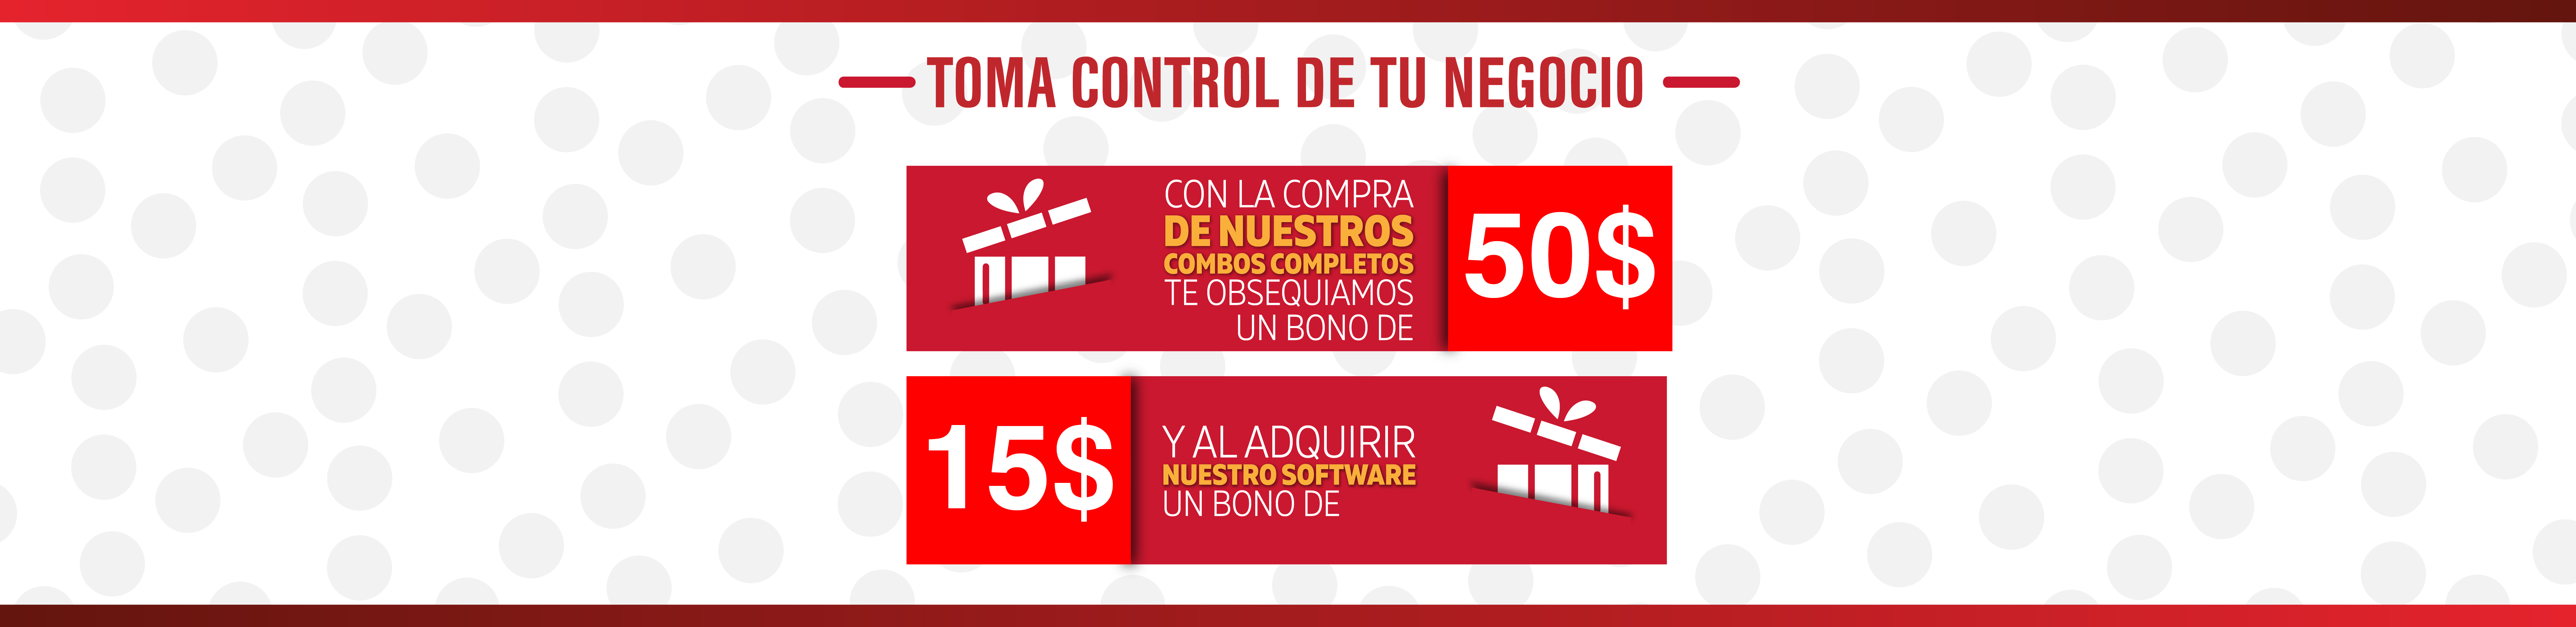 TOMA CONTROL DE TU NEGOCIO
CON LA COMPRA
DE NUESTROS
COMBOS COMPLETOS
TE OBSEQUIAMOS
UN BONO DE
50$
15$
Y AL ADQUIRIR
NUESTRO SOFTWARE
UN BONO DE